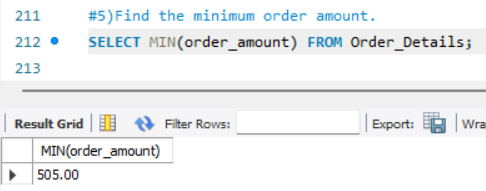 211 #5)Find the minimum order amount.
212 SELECT MIN(order_amount) FROM Order_Details;
213
Result Grid Filter Rows: Export: Wra
MIN(order_amount)
505.00